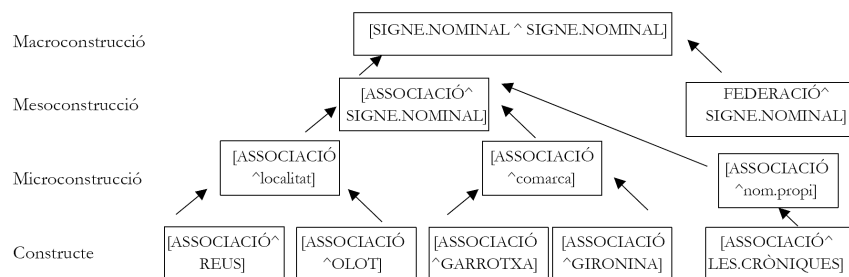 [SIGNE.NOMINAL ^ SIGNE.NOMINAL]
Macroconstrucció
Mesoconstrucció
[ASSOCIACIÓ^
SIGNE.NOMINAL]
FEDERACIÓ^
SIGNE.NOMINAL]
Microconstrucció
[ASSOCIACIÓ
^localitat]
[ASSOCIACIÓ
^comarca]
[ASSOCIACIÓ
^nom.propi]
Constructe
[ASSOCIACIÓ^
REUS]
[ASSOCIACIÓ
^OLOT]
[ASSOCIACIÓ
^GARROTXA]
[ASSOCIACIÓ
^GIRONINA]
[ASSOCIACIÓ^
LES.CRÒNIQUES]